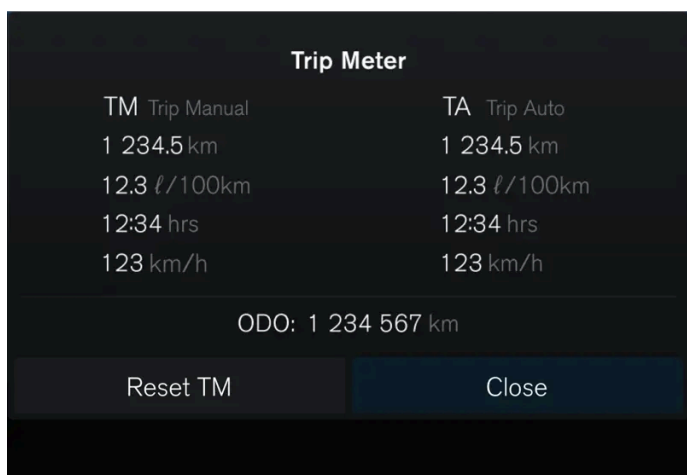 Trip Meter
TM Trip Manual TA Trip Auto
1 234.5 km 1 234.5 km
12.3 ℓ/100km 12.3 ℓ/100km
12:34 hrs 12:34 hrs
123 km/h 123 km/h
ODO: 1 234 567 km
Reset TM Close